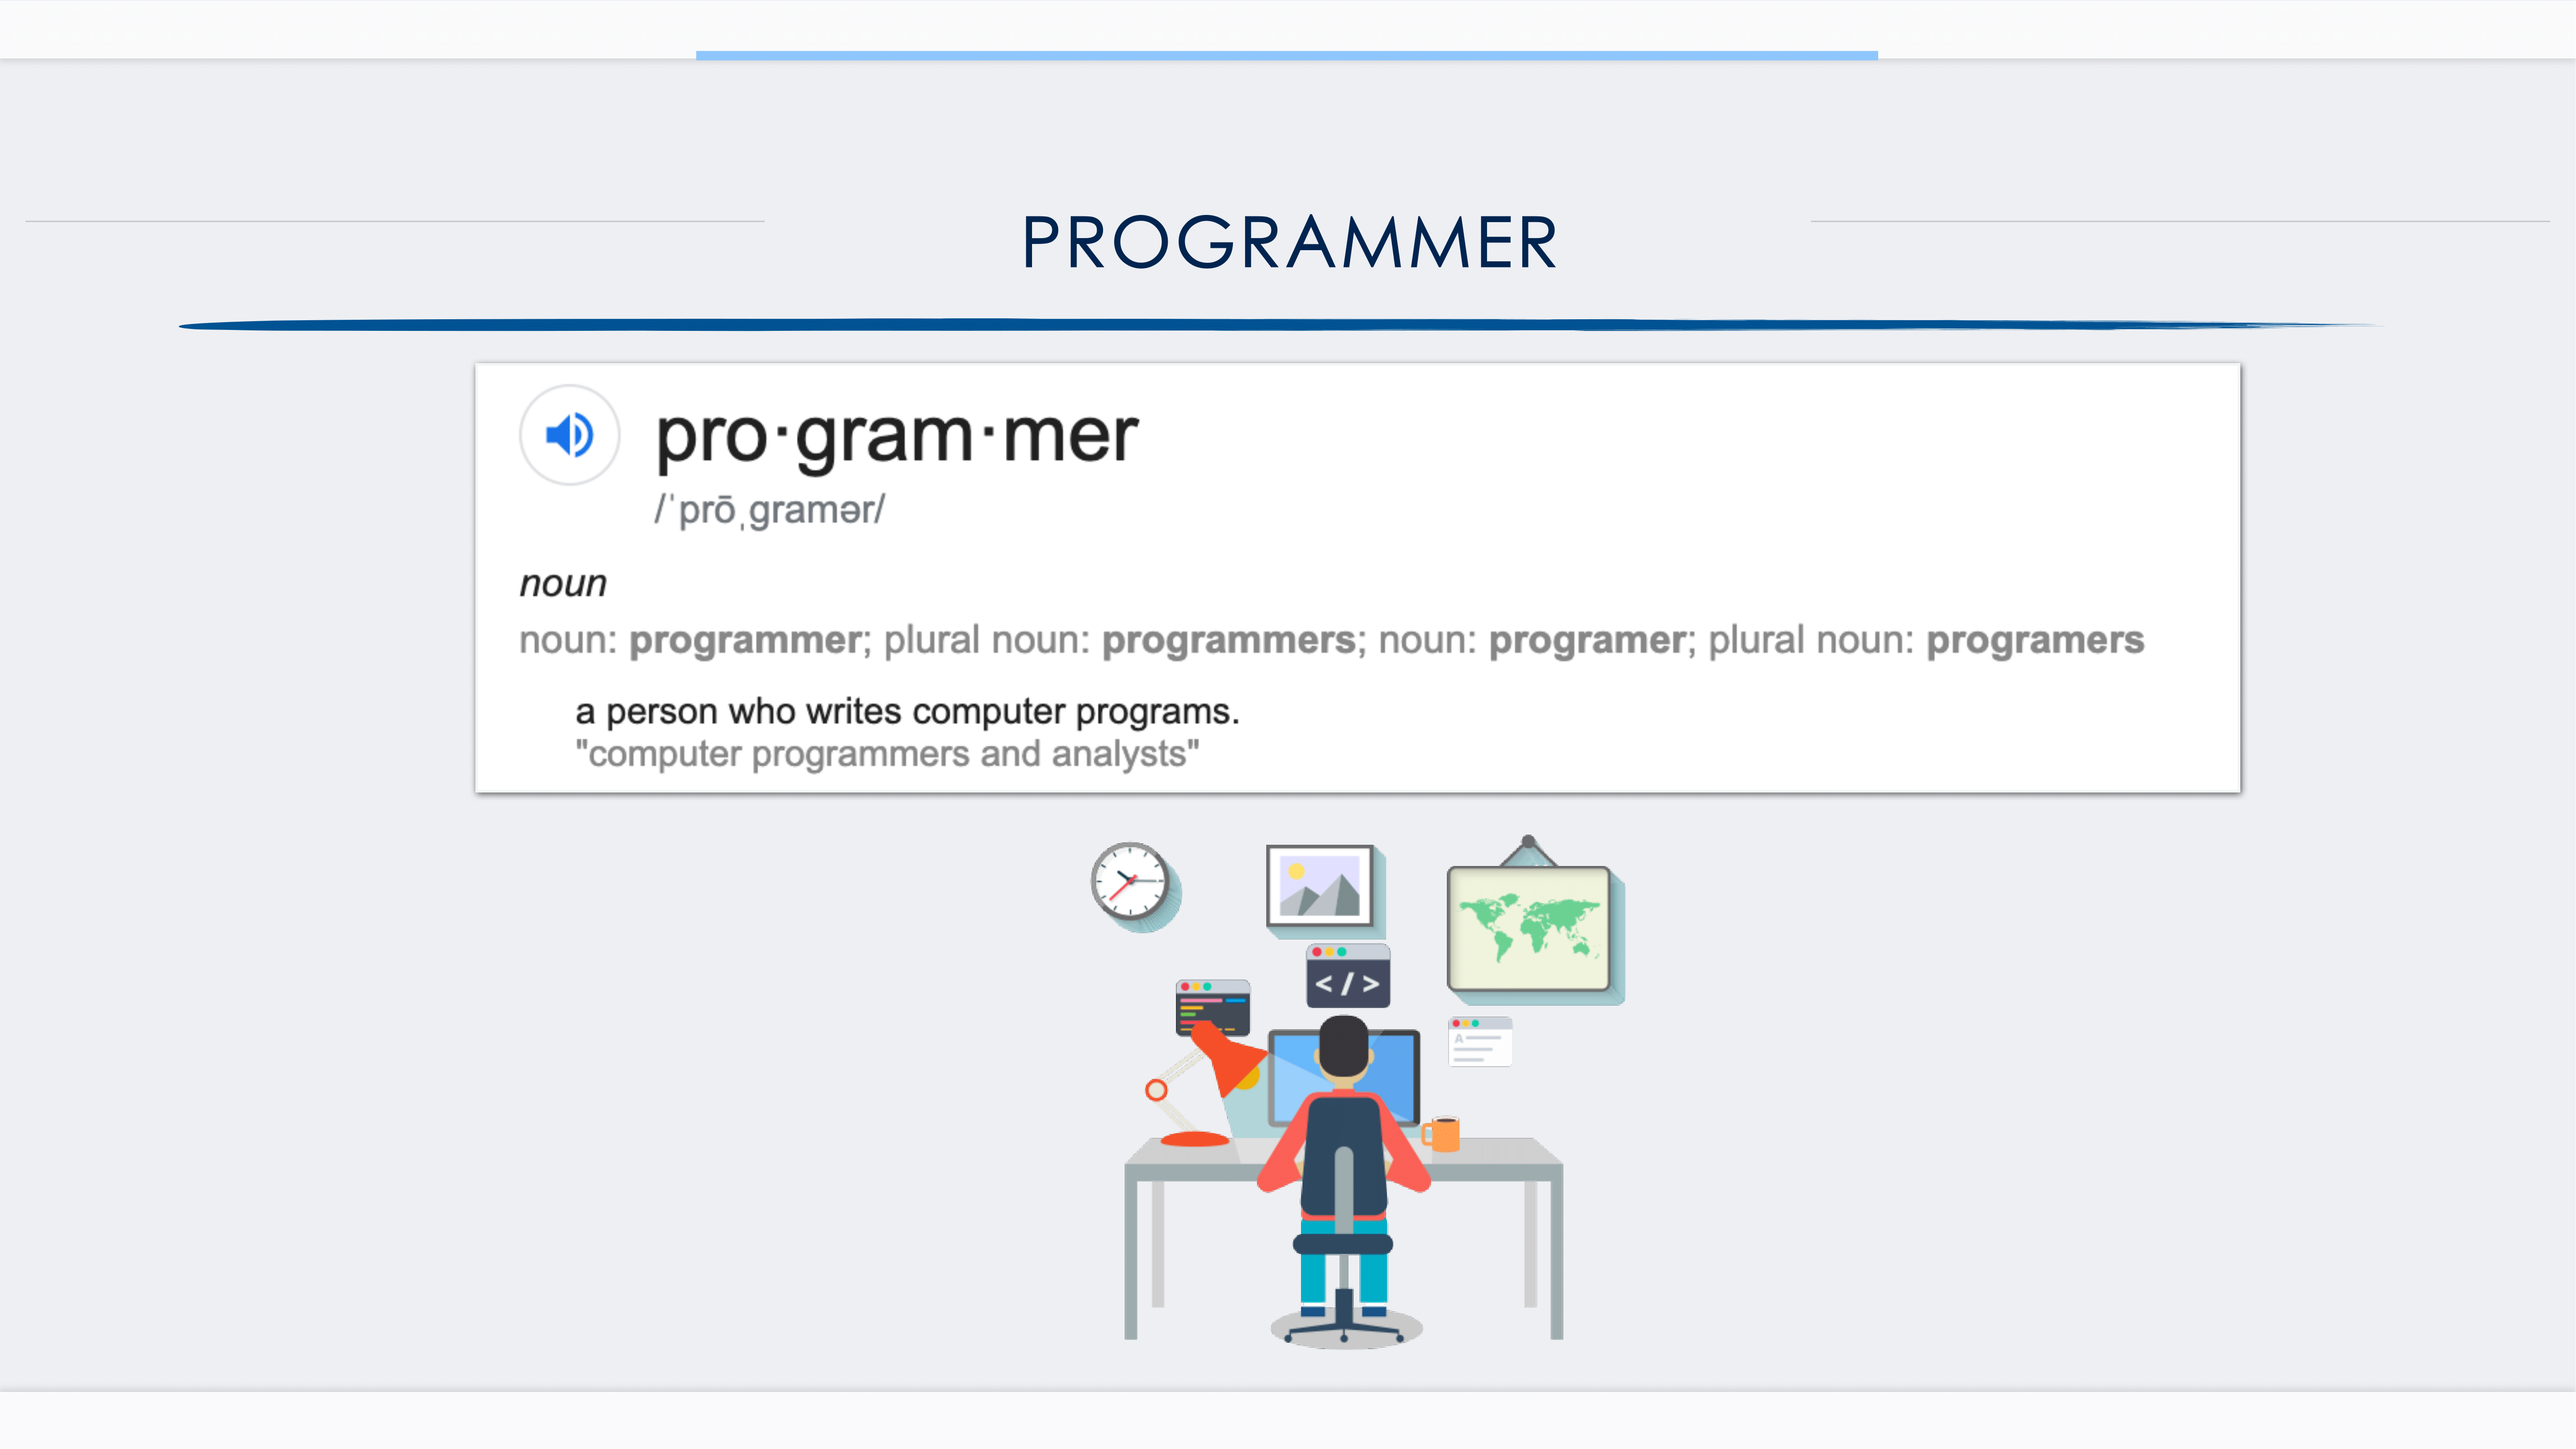 PROGRAMMER
pro·gram·mer
/ˈprōˌɡramər/
noun
noun: programmer; plural noun: programmers; noun: programer; plural noun: programers
a person who writes computer programs.
"computer programmers and analysts"
</>
A